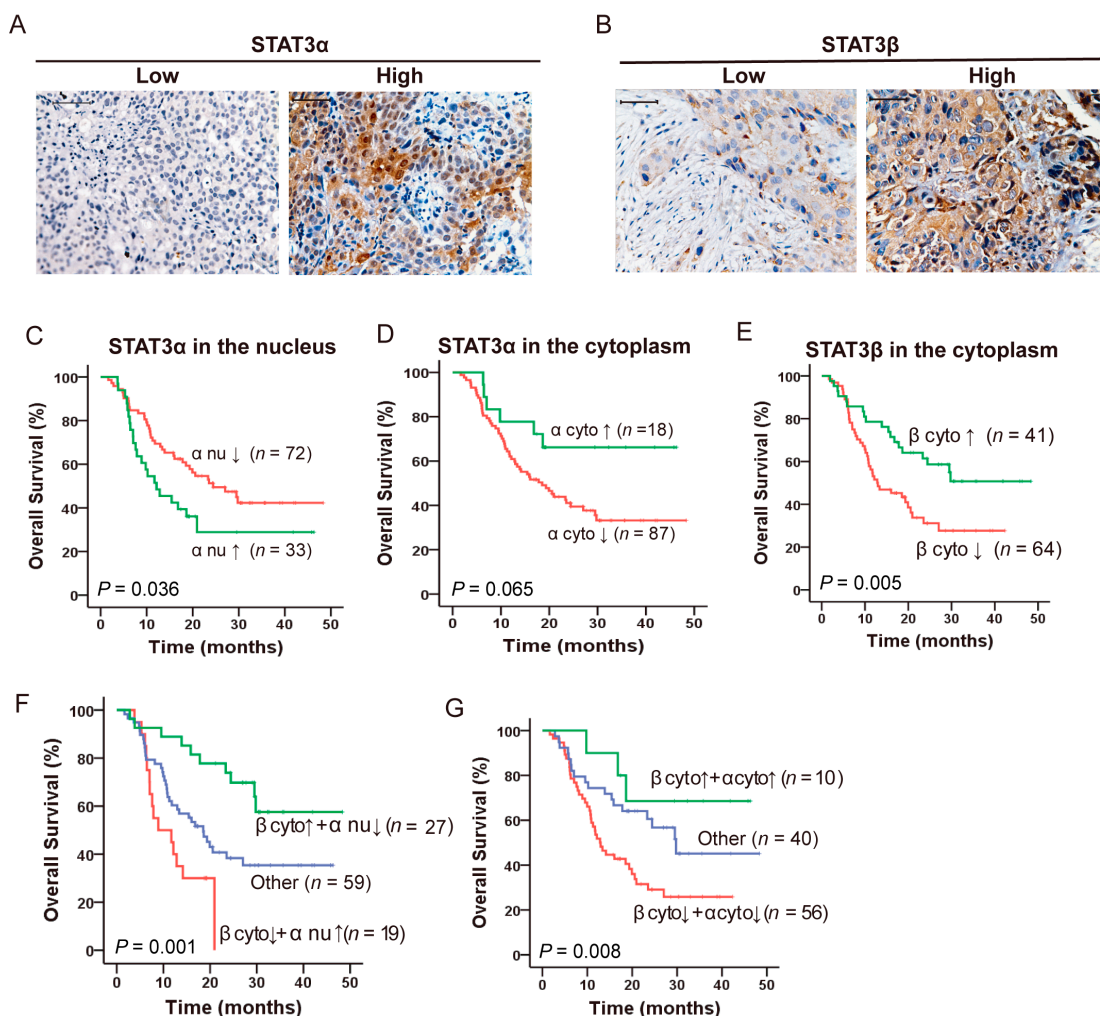 A
STAT3α
Low
High
B
STAT3β
Low
High
C
STAT3α in the nucleus
Overall Survival (%)
100
80
60
40
20
0
α nu ↓ (n = 72)
α nu ↑ (n = 33)
P = 0.036
0 10 20 30 40 50
Time (months)
D
STAT3α in the cytoplasm
Overall Survival (%)
100
80
60
40
20
0
α cyto ↑ (n =18)
α cyto ↓ (n = 87)
P = 0.065
0 10 20 30 40 50
Time (months)
E
STAT3β in the cytoplasm
Overall Survival (%)
100
80
60
40
20
0
β cyto ↑ (n = 41)
β cyto ↓ (n = 64)
P = 0.005
0 10 20 30 40 50
Time (months)
F
Overall Survival (%)
100
80
60
40
20
0
β cyto↑+ α nu↓ (n = 27)
Other (n = 59)
β cyto↓+ α nu ↑(n = 19)
P = 0.001
0 10 20 30 40 50
Time (months)
G
Overall Survival (%)
100
80
60
40
20
0
β cyto↑+αcyto↑ (n = 10)
Other (n = 40)
β cyto↓+αcyto↓(n = 56)
P = 0.008
0 10 20 30 40 50
Time (months)